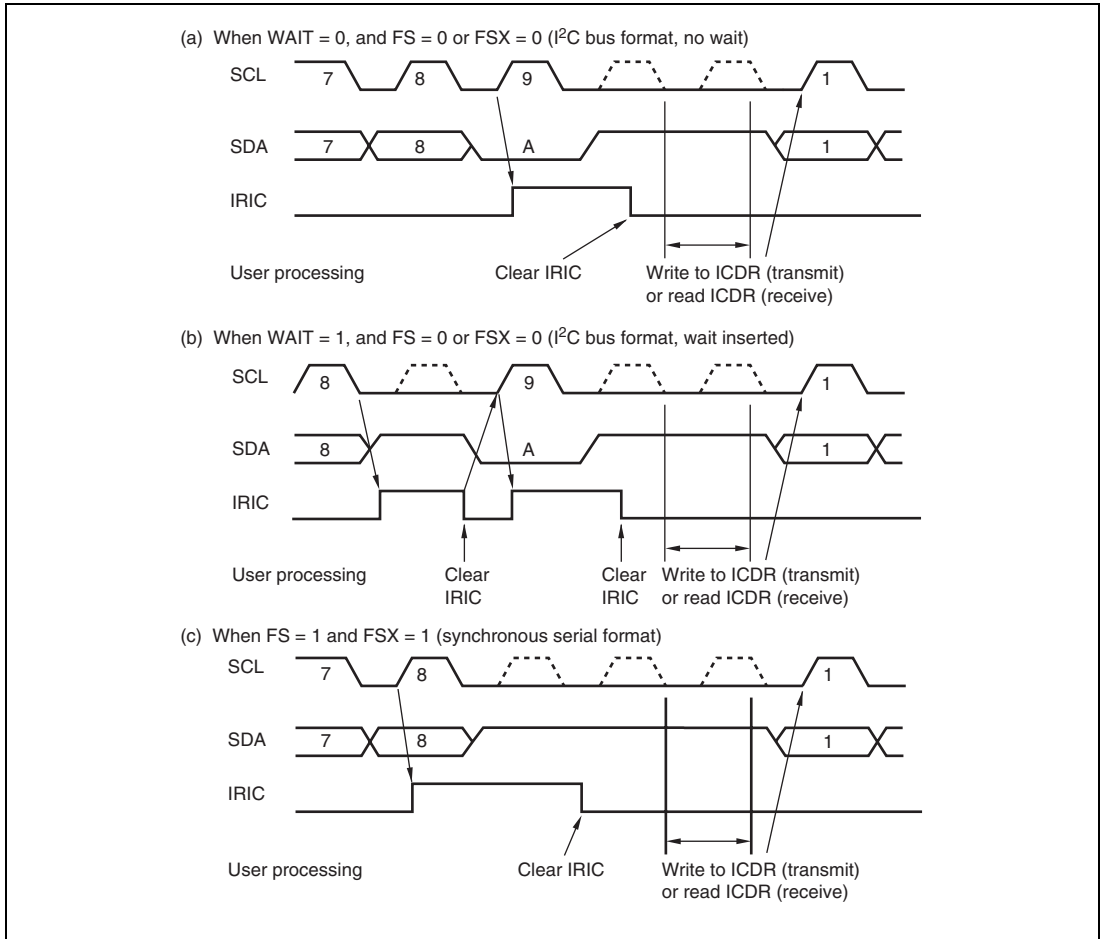 (a) When WAIT = 0, and FS = 0 or FSX = 0 (I²C bus format, no wait)
SCL 7 8 9 1
SDA 7 8 A 1
IRIC
User processing Clear IRIC Write to ICDR (transmit)
or read ICDR (receive)
(b) When WAIT = 1, and FS = 0 or FSX = 0 (I²C bus format, wait inserted)
SCL 8 9 1
SDA 8 A 1
IRIC
User processing Clear Clear Write to ICDR (transmit)
IRIC IRIC or read ICDR (receive)
(c) When FS = 1 and FSX = 1 (synchronous serial format)
SCL 7 8 1
SDA 7 8 1
IRIC
User processing Clear IRIC Write to ICDR (transmit)
or read ICDR (receive)